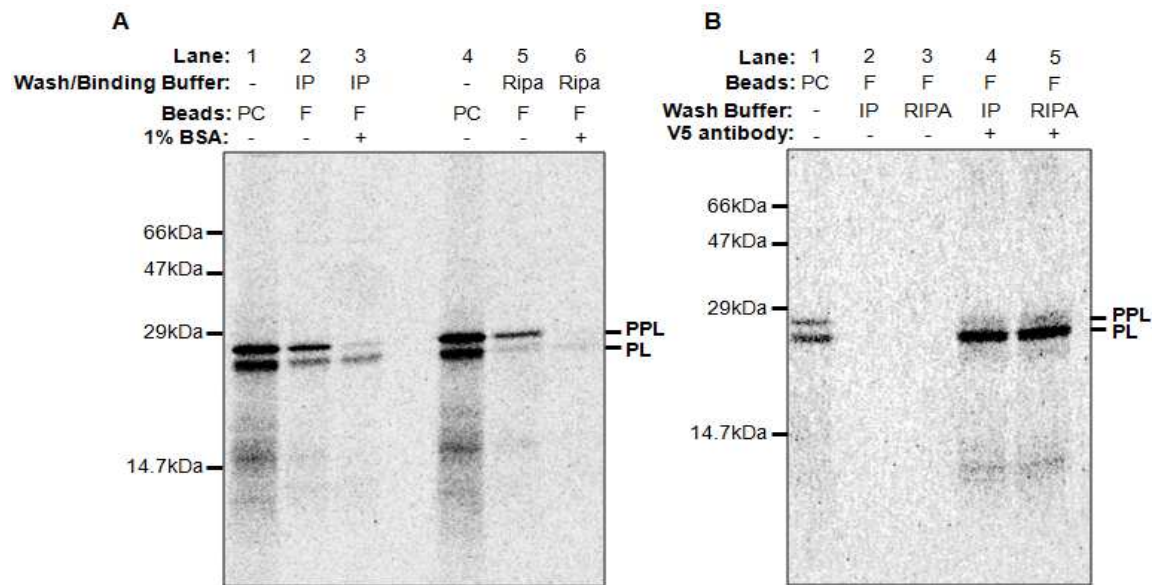 A
Lane: 1 2 3 4 5 6
Wash/Binding Buffer: - IP IP - Ripa Ripa
Beads: PC F F PC F F
1% BSA: - - + - - +
66kDa
47kDa
29kDa
14.7kDa
PPL
PL
B
Lane: 1 2 3 4 5
Beads: PC F F F F
Wash Buffer: - IP RIPA IP RIPA
V5 antibody: - - - + +
66kDa
47kDa
29kDa
14.7kDa
PPL
PL